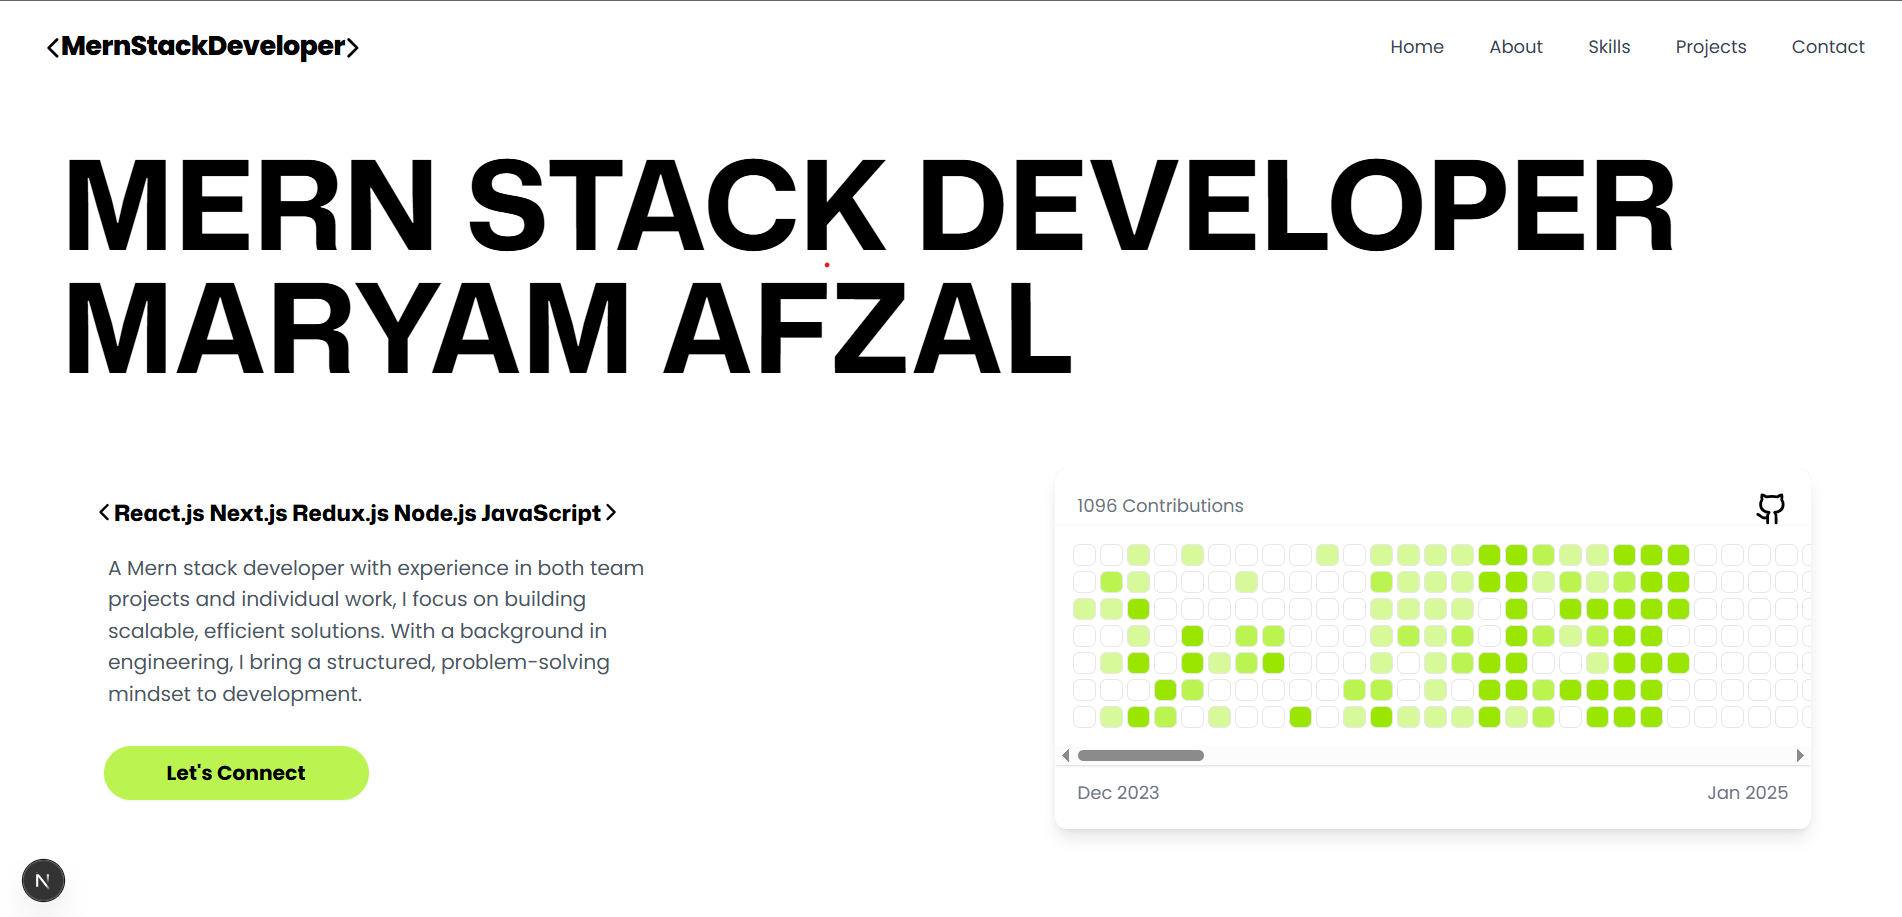 <MernStackDeveloper>
Home About Skills Projects Contact
MERN STACK DEVELOPER
MARYAM AFZAL
<React.js Next.js Redux.js Node.js JavaScript>
A Mern stack developer with experience in both team
projects and individual work, I focus on building
scalable, efficient solutions. With a background in
engineering, I bring a structured, problem-solving
mindset to development.
Let's Connect
1096 Contributions
Dec 2023 Jan 2025
N